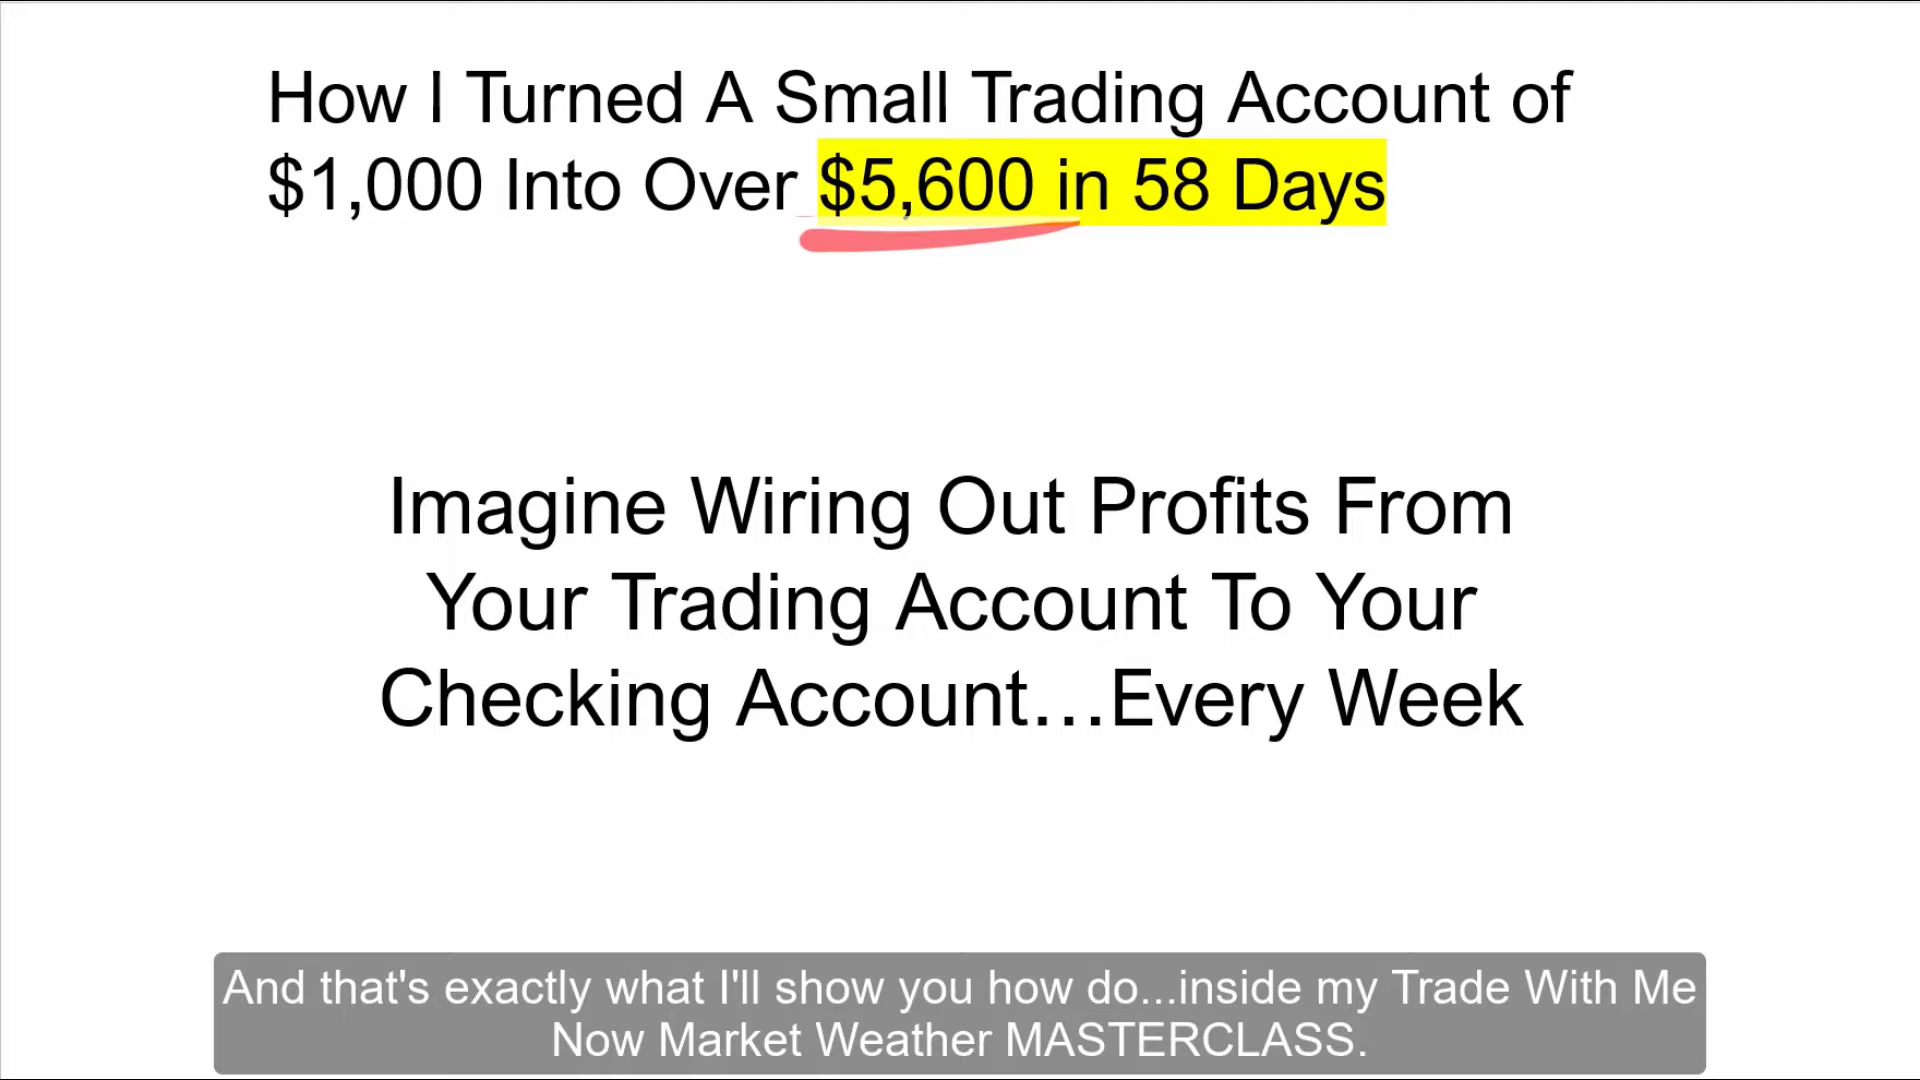 How I Turned A Small Trading Account of
$1,000 Into Over $5,600 in 58 Days
Imagine Wiring Out Profits From
Your Trading Account To Your
Checking Account…Every Week
And that's exactly what I'll show you how do...inside my Trade With Me
Now Market Weather MASTERCLASS.